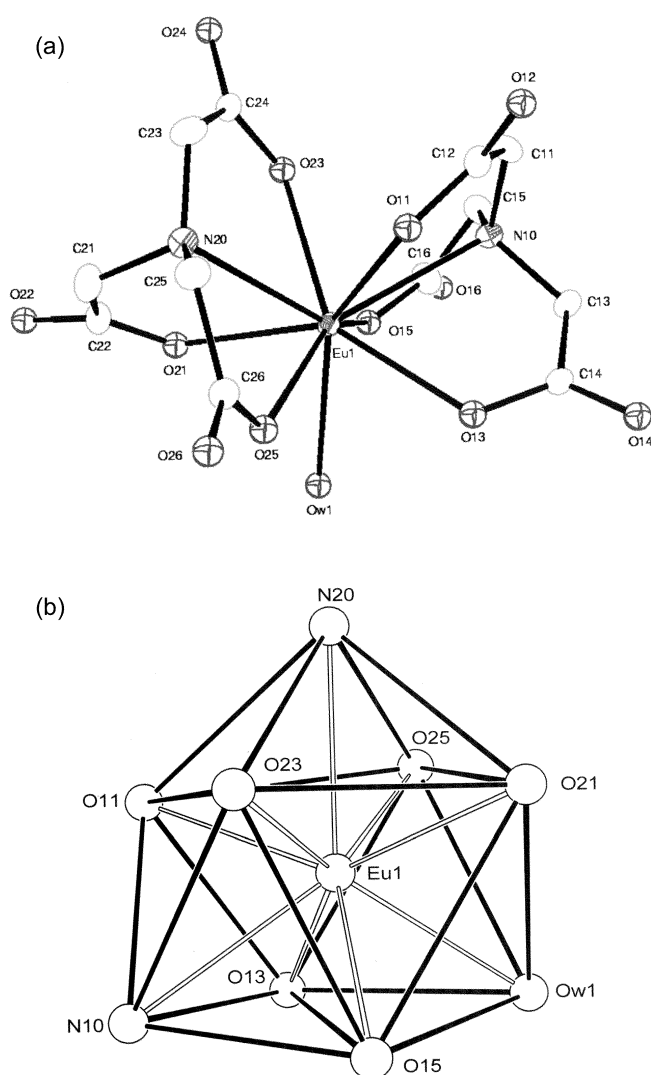 (a)
O24
O12
C24
C23
C12
C11
O23
C15
O11
N20
N10
C21
C25
C16
O16
C13
O22
O15
C22
Eu1
O21
C14
C26
O13
O26
O25
O14
Ow1
(b)
N20
O25
O23
O21
O11
Eu1
O13
Ow1
N10
O15